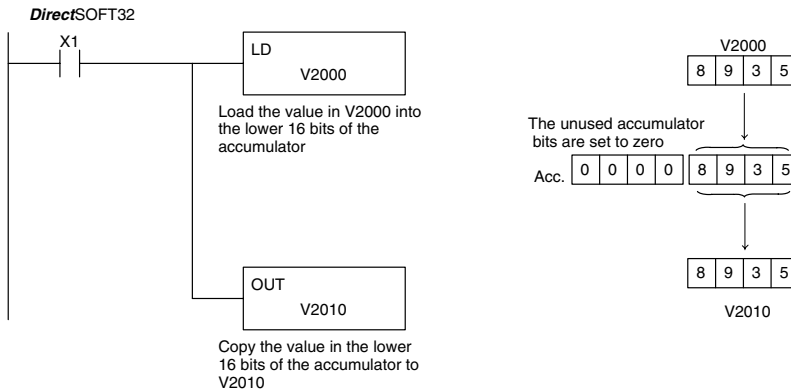 DirectSOFT32
X1
LD
V2000
Load the value in V2000 into
the lower 16 bits of the
accumulator
OUT
V2010
Copy the value in the lower
16 bits of the accumulator to
V2010
V2000
8 9 3 5
The unused accumulator
bits are set to zero
Acc. 0 0 0 0 8 9 3 5
8 9 3 5
V2010